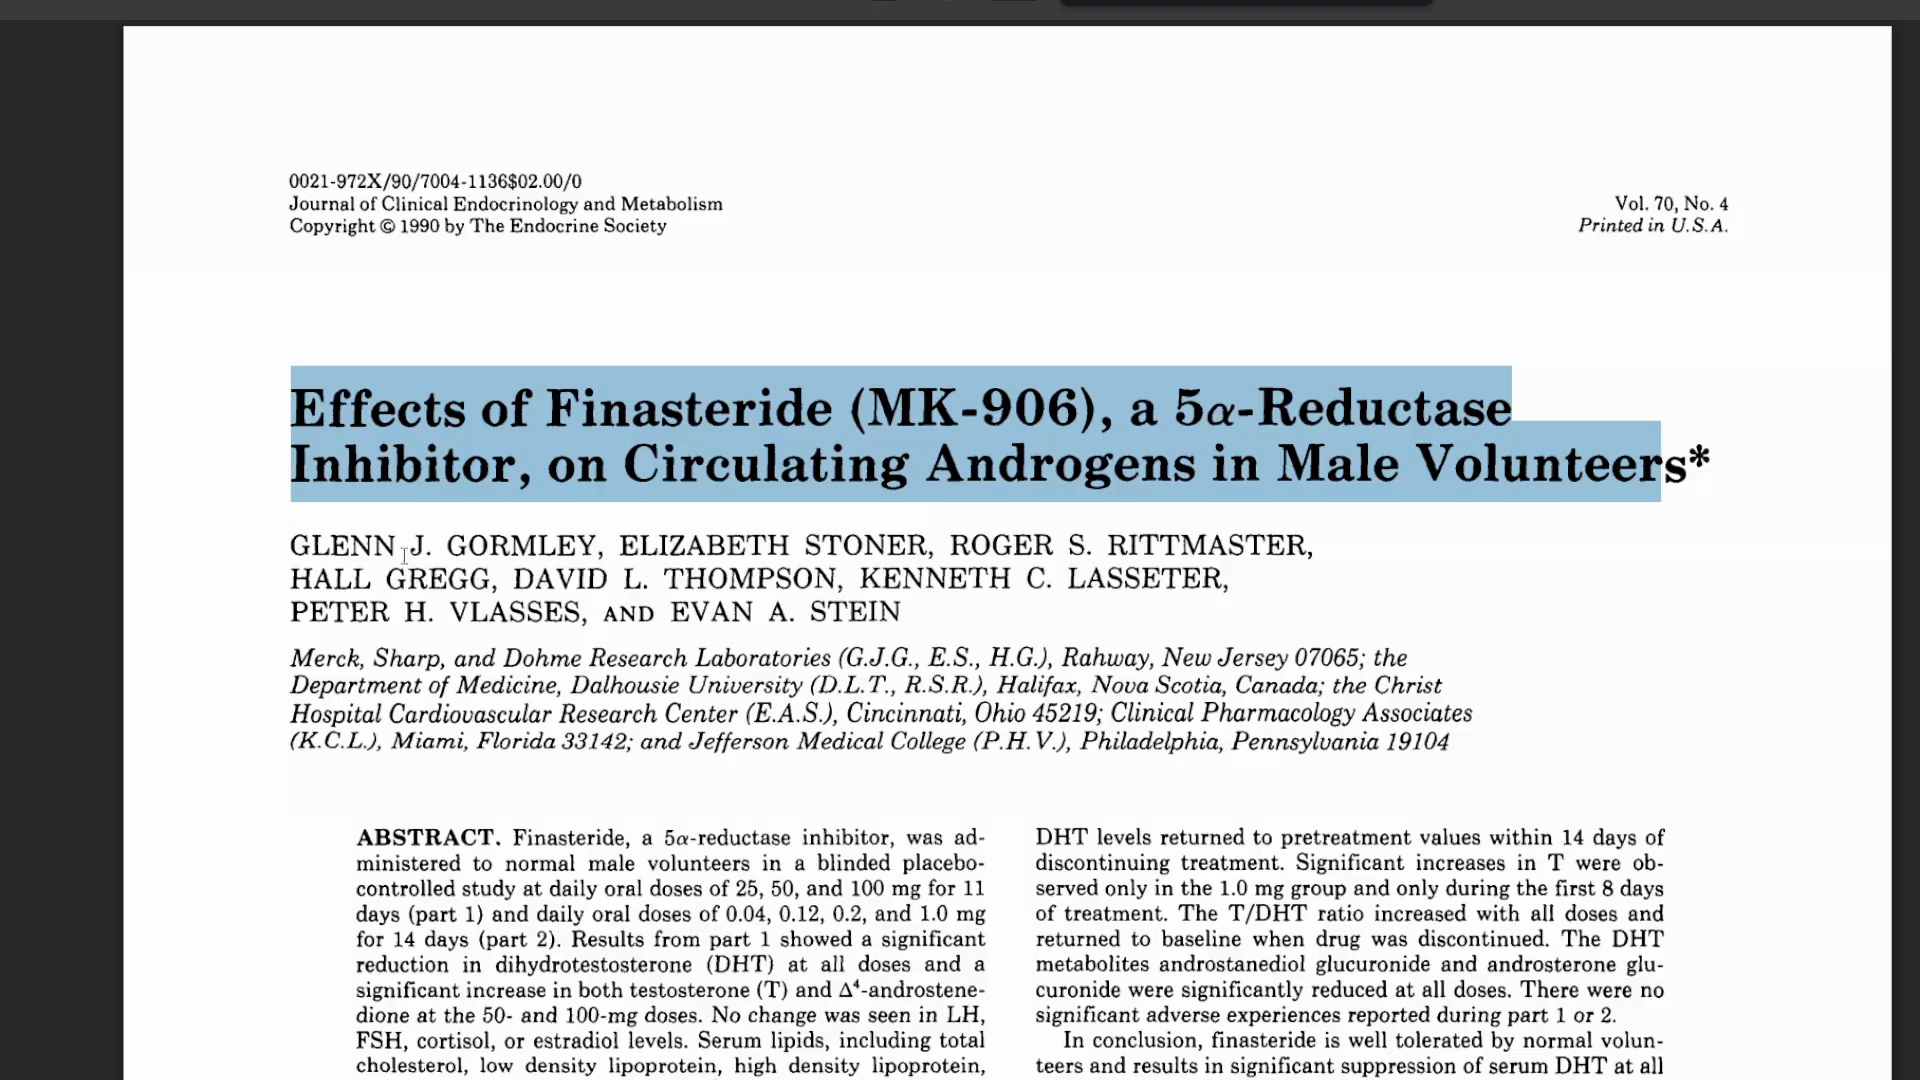 0021-972X/90/7004-1136$02.00/0
Journal of Clinical Endocrinology and Metabolism
Copyright © 1990 by The Endocrine Society
Vol. 70, No. 4
Printed in U.S.A.
Effects of Finasteride (MK-906), a 5α-Reductase
Inhibitor, on Circulating Androgens in Male Volunteers*
GLENN J. GORMLEY, ELIZABETH STONER, ROGER S. RITTMASTER,
HALL GREGG, DAVID L. THOMPSON, KENNETH C. LASSETER,
PETER H. VLASSES, AND EVAN A. STEIN
Merck, Sharp, and Dohme Research Laboratories (G.J.G., E.S., H.G.), Rahway, New Jersey 07065; the
Department of Medicine, Dalhousie University (D.L.T., R.S.R.), Halifax, Nova Scotia, Canada; the Christ
Hospital Cardiovascular Research Center (E.A.S.), Cincinnati, Ohio 45219; Clinical Pharmacology Associates
(K.C.L.), Miami, Florida 33142; and Jefferson Medical College (P.H.V.), Philadelphia, Pennsylvania 19104
ABSTRACT. Finasteride, a 5α-reductase inhibitor, was ad-
ministered to normal male volunteers in a blinded placebo-
controlled study at daily oral doses of 25, 50, and 100 mg for 11
days (part 1) and daily oral doses of 0.04, 0.12, 0.2, and 1.0 mg
for 14 days (part 2). Results from part 1 showed a significant
reduction in dihydrotestosterone (DHT) at all doses and a
significant increase in both testosterone (T) and Δ⁴-androstene-
dione at the 50- and 100-mg doses. No change was seen in LH,
FSH, cortisol, or estradiol levels. Serum lipids, including total
cholesterol, low density lipoprotein, high density lipoprotein,
DHT levels returned to pretreatment values within 14 days of
discontinuing treatment. Significant increases in T were ob-
served only in the 1.0 mg group and only during the first 8 days
of treatment. The T/DHT ratio increased with all doses and
returned to baseline when drug was discontinued. The DHT
metabolites androstanediol glucuronide and androsterone glu-
curonide were significantly reduced at all doses. There were no
significant adverse experiences reported during part 1 or 2.
In conclusion, finasteride is well tolerated by normal volun-
teers and results in significant suppression of serum DHT at all